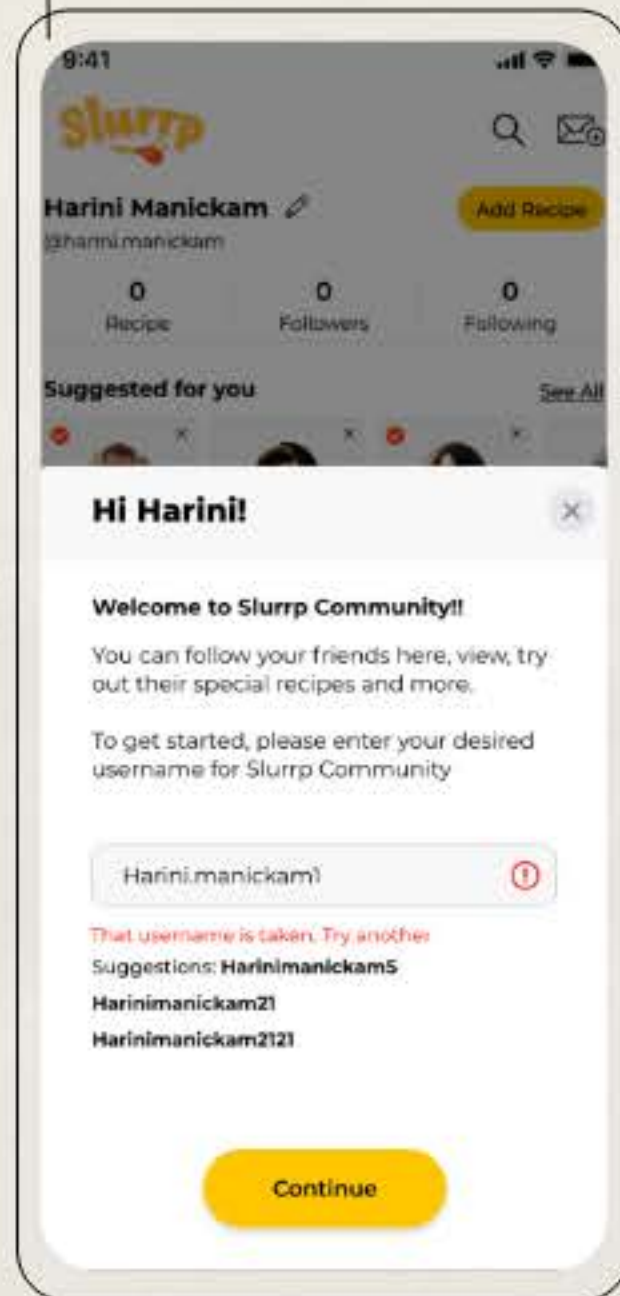 9:41
Slurrp
Harini Manickam
Add Recipe
@harini.manickam
0 0 0
Recipe Followers Following
Suggested for you See All
Hi Harini!
Welcome to Slurrp Community!!
You can follow your friends here, view, try
out their special recipes and more.
To get started, please enter your desired
username for Slurrp Community
Harini.manickam1
That username is taken. Try another
Suggestions: Harinimanickam5
Harinimanickam21
Harinimanickam2121
Continue